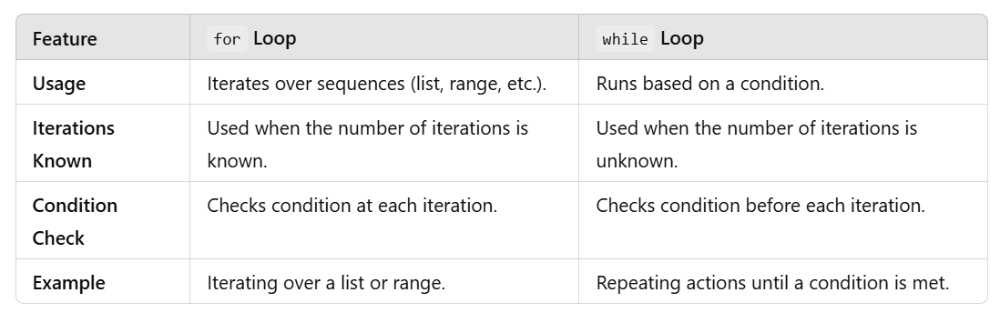 Feature for Loop while Loop
Usage Iterates over sequences (list, range, etc.). Runs based on a condition.
Iterations Known Used when the number of iterations is known. Used when the number of iterations is unknown.
Condition Check Checks condition at each iteration. Checks condition before each iteration.
Example Iterating over a list or range. Repeating actions until a condition is met.